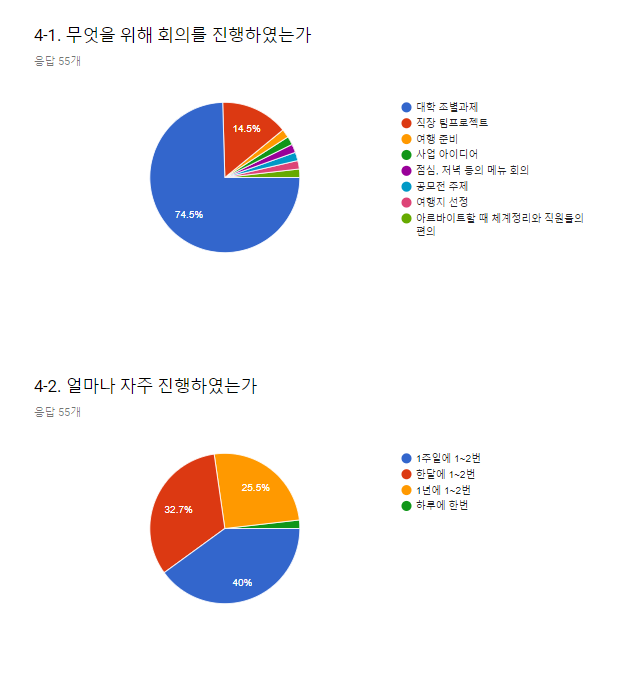 4-1. 무엇을 위해 회의를 진행하였는가
응답 55개
14.5%
74.5%
대학 조별과제
직장 팀프로젝트
여행 준비
사업 아이디어
점심, 저녁 등의 메뉴 회의
공모전 주제
여행지 선정
아르바이트할 때 체계정리와 직원들의
편의
4-2. 얼마나 자주 진행하였는가
응답 55개
25.5%
32.7%
40%
1주일에 1~2번
한달에 1~2번
1년에 1~2번
하루에 한번